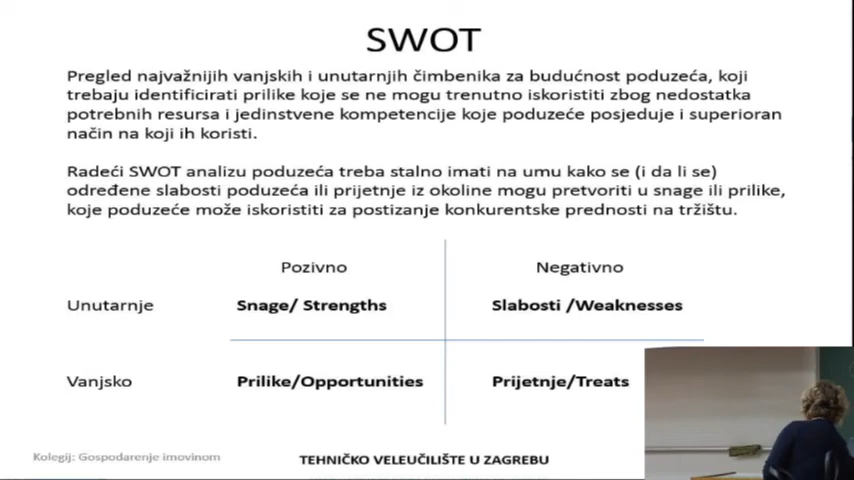 SWOT
Pregled najvažnijih vanjskih i unutarnjih čimbenika za budućnost poduzeća, koji
trebaju identificirati prilike koje se ne mogu trenutno iskoristiti zbog nedostatka
potrebnih resursa i jedinstvene kompetencije koje poduzeće posjeduje i superioran
način na koji ih koristi.
Radeći SWOT analizu poduzeća treba stalno imati na umu kako se (i da li se)
određene slabosti poduzeća ili prijetnje iz okoline mogu pretvoriti u snage ili prilike,
koje poduzeće može iskoristiti za postizanje konkurentske prednosti na tržištu.
Pozivno Negativno
Unutarnje Snage/ Strengths Slabosti /Weaknesses
Vanjsko Prilike/Opportunities Prijetnje/Treats
Kolegij: Gospodarenje imovinom TEHNIČKO VELEUČILIŠTE U ZAGREBU